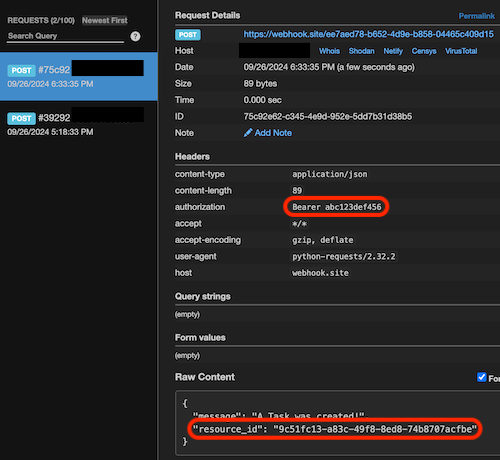 REQUESTS (2/100) Newest First
Search Query ?
POST #75c92
09/26/2024 6:33:35 PM
POST #39292
09/26/2024 5:18:33 PM
Request Details Permalink
POST https://webhook.site/ee7aed78-b652-4d9e-b858-04465c409d15
Host Whois Shodan Netify Censys VirusTotal
Date 09/26/2024 6:33:35 PM (a few seconds ago)
Size 89 bytes
Time 0.000 sec
ID 75c92e62-c345-4e9d-952e-5dd7b31d38b5
Note Add Note
Headers
content-type application/json
content-length 89
authorization Bearer abc123def456
accept */*
accept-encoding gzip, deflate
user-agent python-requests/2.32.2
host webhook.site
Query strings
(empty)
Form values
(empty)
Raw Content For
{
"message": "A Task was created!"
"resource_id": "9c51fc13-a83c-49f8-8ed8-74b8707acfbe"
}